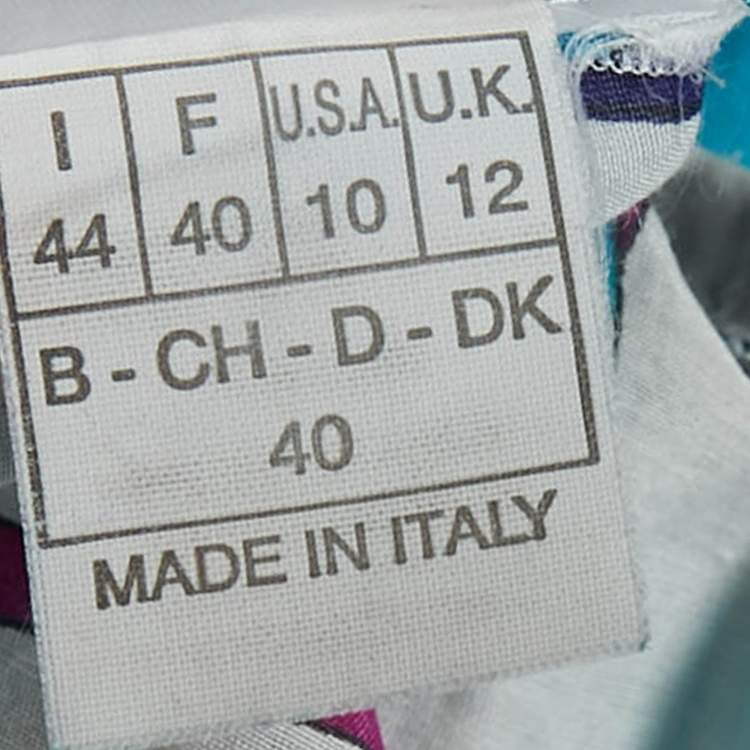 I F U.S.A. U.K.
44 40 10 12
B - CH - D - DK
40
MADE IN ITALY